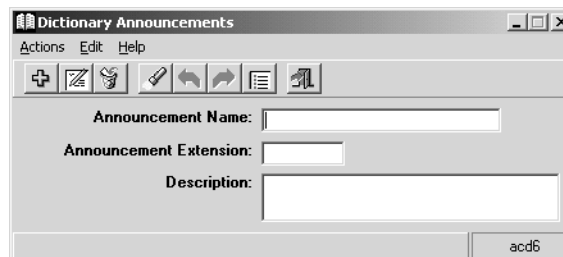 Dictionary Announcements
Actions Edit Help
Announcement Name:
Announcement Extension:
Description:
acd6